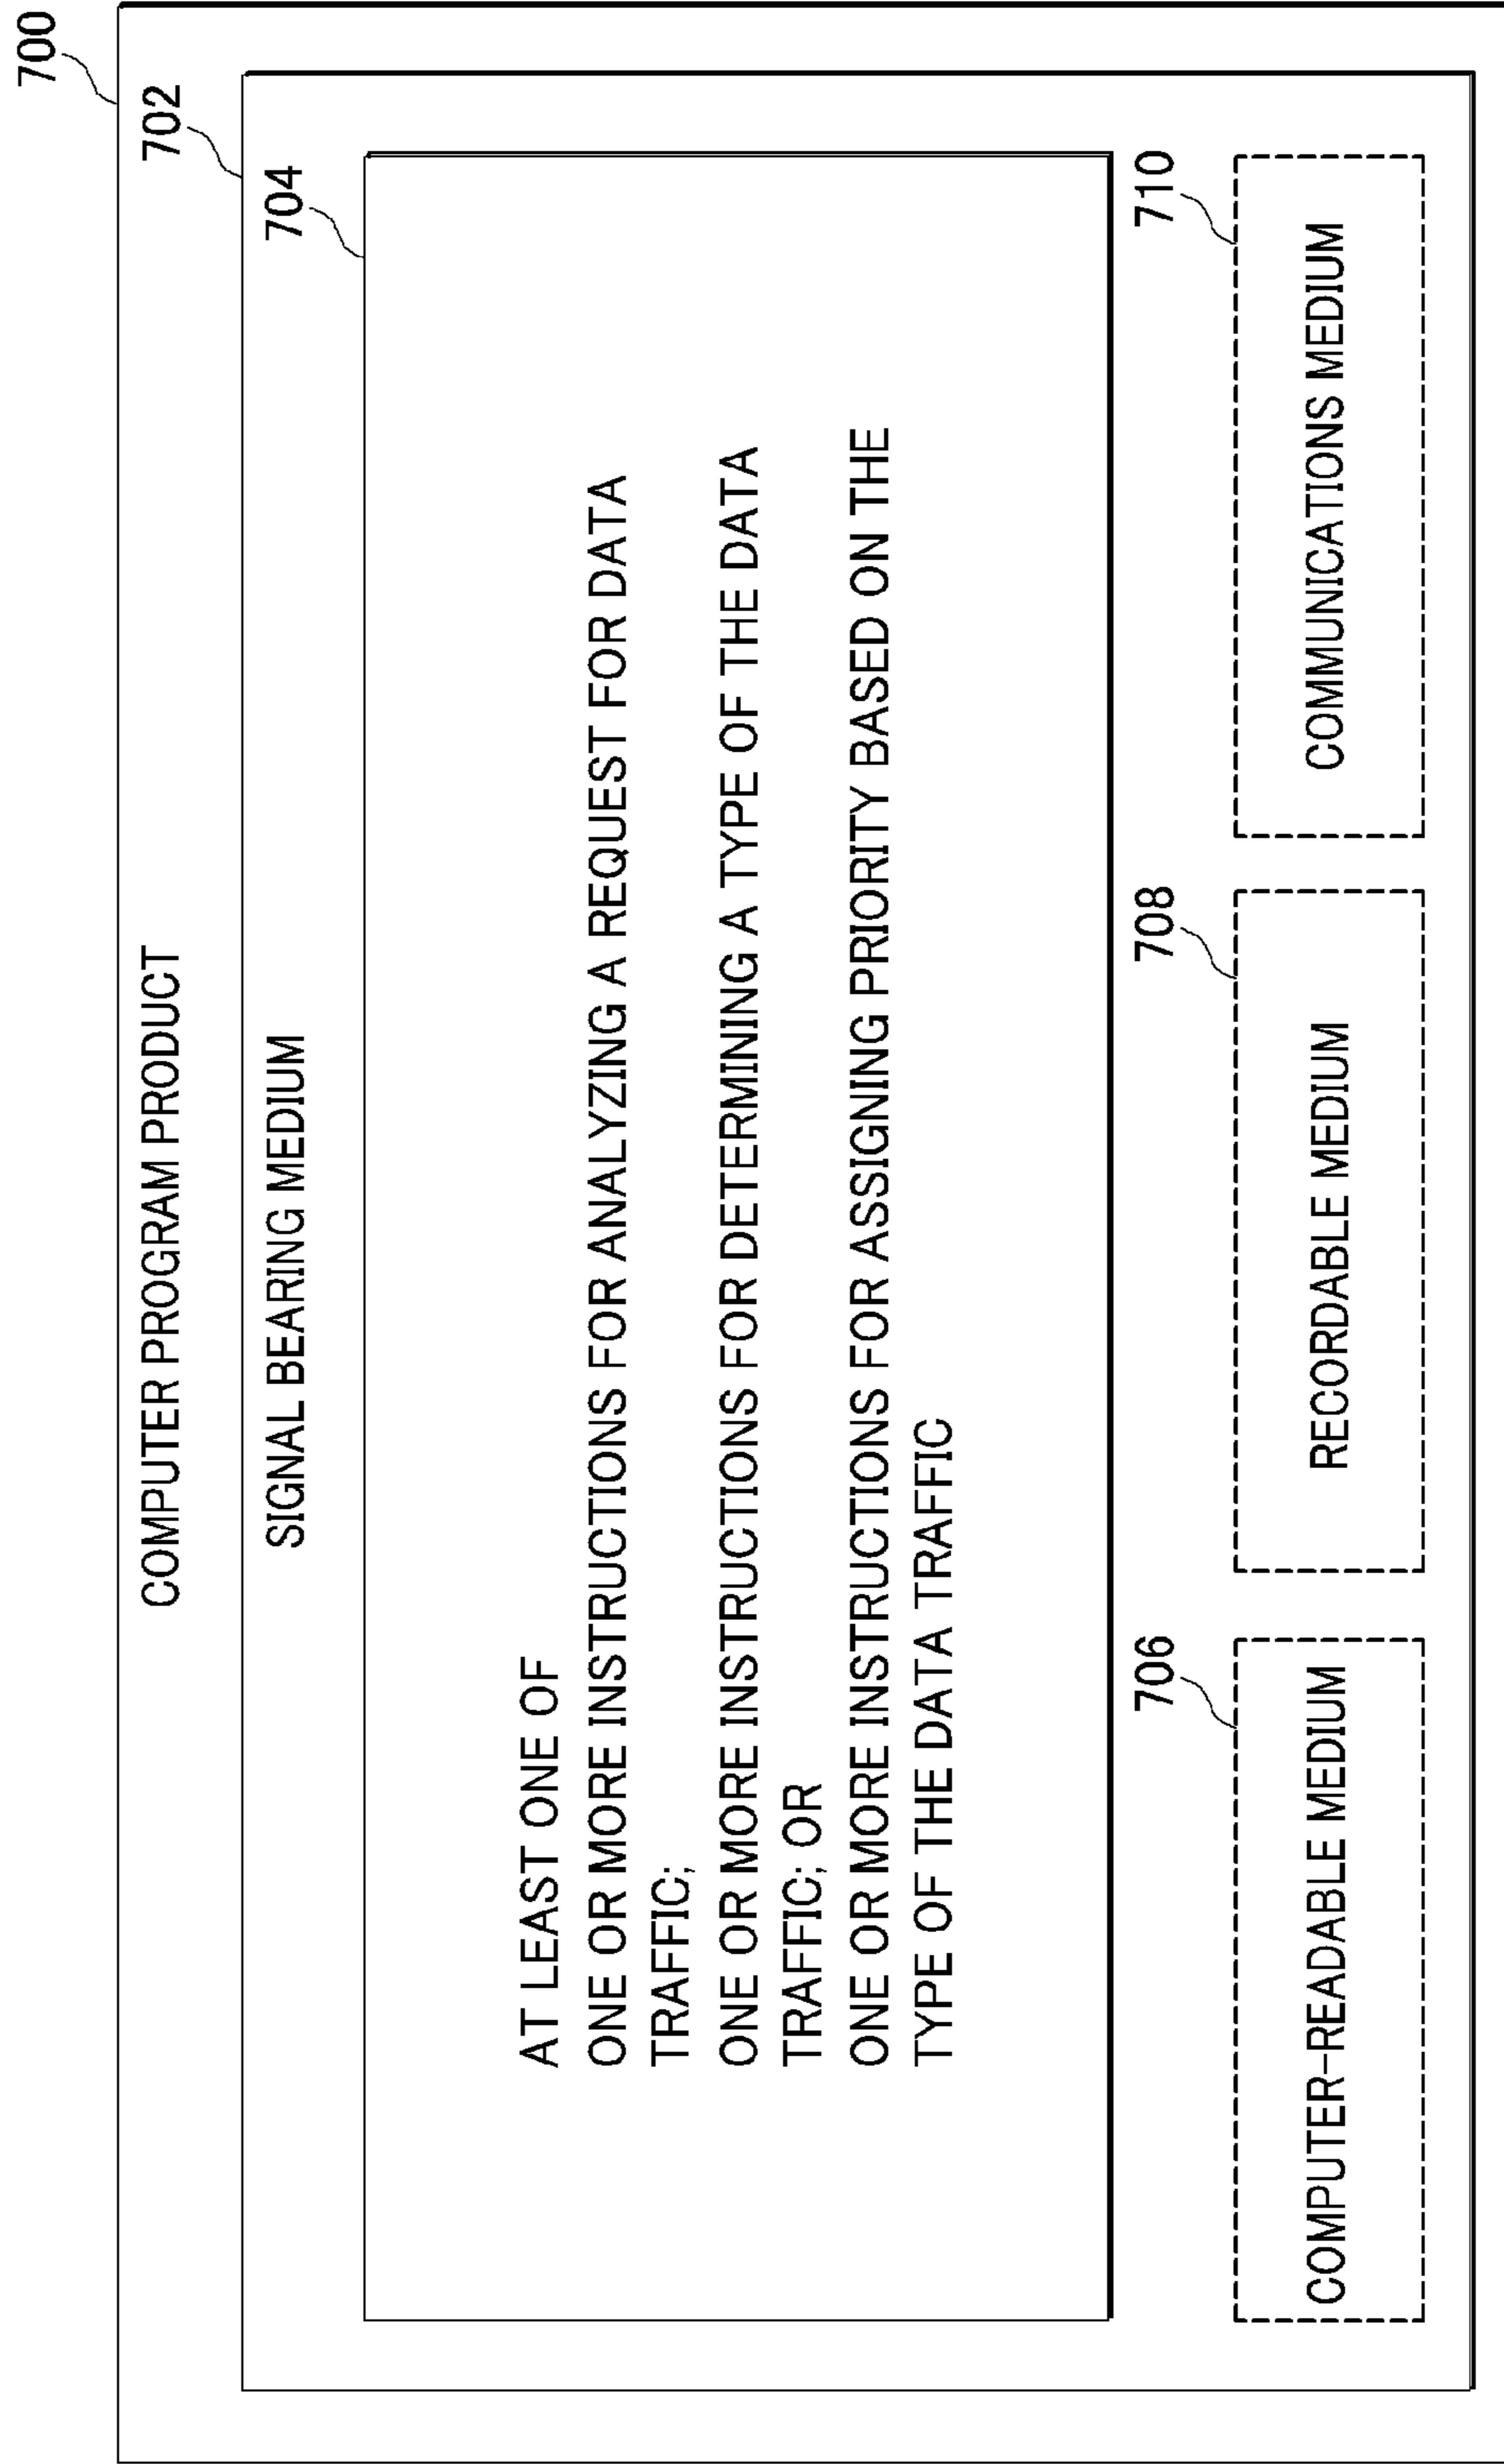 700
COMPUTER PROGRAM PRODUCT
702
SIGNAL BEARING MEDIUM
704
AT LEAST ONE OF
ONE OR MORE INSTRUCTIONS FOR ANALYZING A REQUEST FOR DATA
TRAFFIC;
ONE OR MORE INSTRUCTIONS FOR DETERMINING A TYPE OF THE DATA
TRAFFIC; OR
ONE OR MORE INSTRUCTIONS FOR ASSIGNING PRIORITY BASED ON THE
TYPE OF THE DATA TRAFFIC
706
COMPUTER-READABLE MEDIUM
708
RECORDABLE MEDIUM
710
COMMUNICATIONS MEDIUM